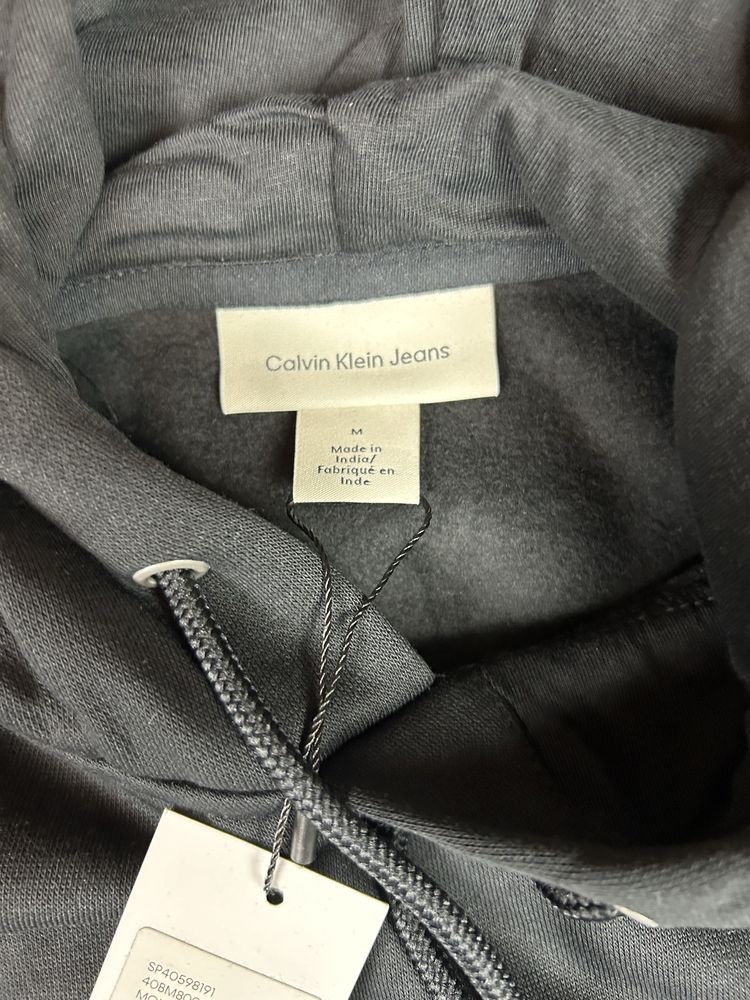 Calvin Klein Jeans
M
Made in
India/
Fabriqué en
Inde
SP40598191